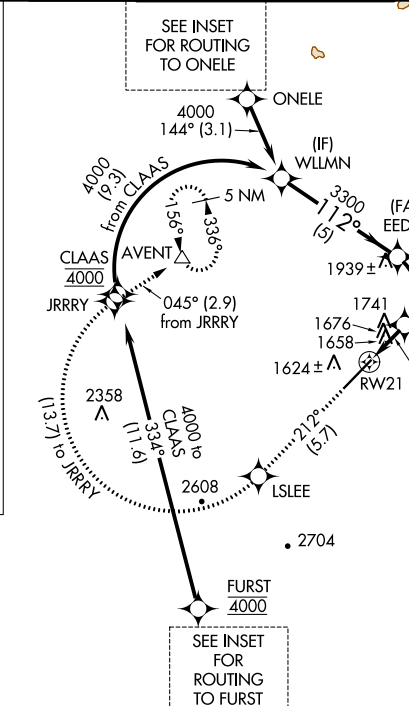 SEE INSET
FOR ROUTING
TO ONELE
ONELE
4000
144° (3.1)
(IF)
WLLMN
4000
(9.3)
from CLAAS
5 NM
3300
112°
(5)
(FA
EED
156°
336°
AVENT
CLAAS
4000
JRRRY
045° (2.9)
from JRRRY
1939 ±
1741
1676
1658
1624 ±
RW21
2358
4000 to
CLAAS
334°
(11.6)
212°
(5.7)
(13.7) to JRRRY
LSLEE
2608
2704
FURST
4000
SEE INSET
FOR
ROUTING
TO FURST